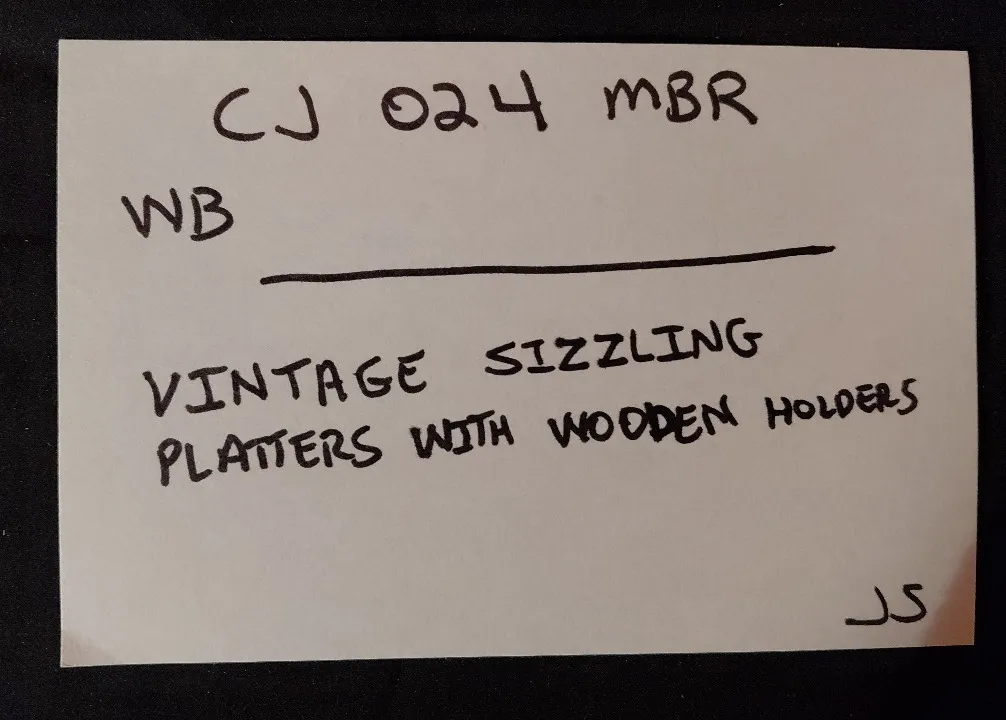 CJ 024 MBR
WB
VINTAGE SIZZLING
PLATTERS WITH WOODEN HOLDERS
JS